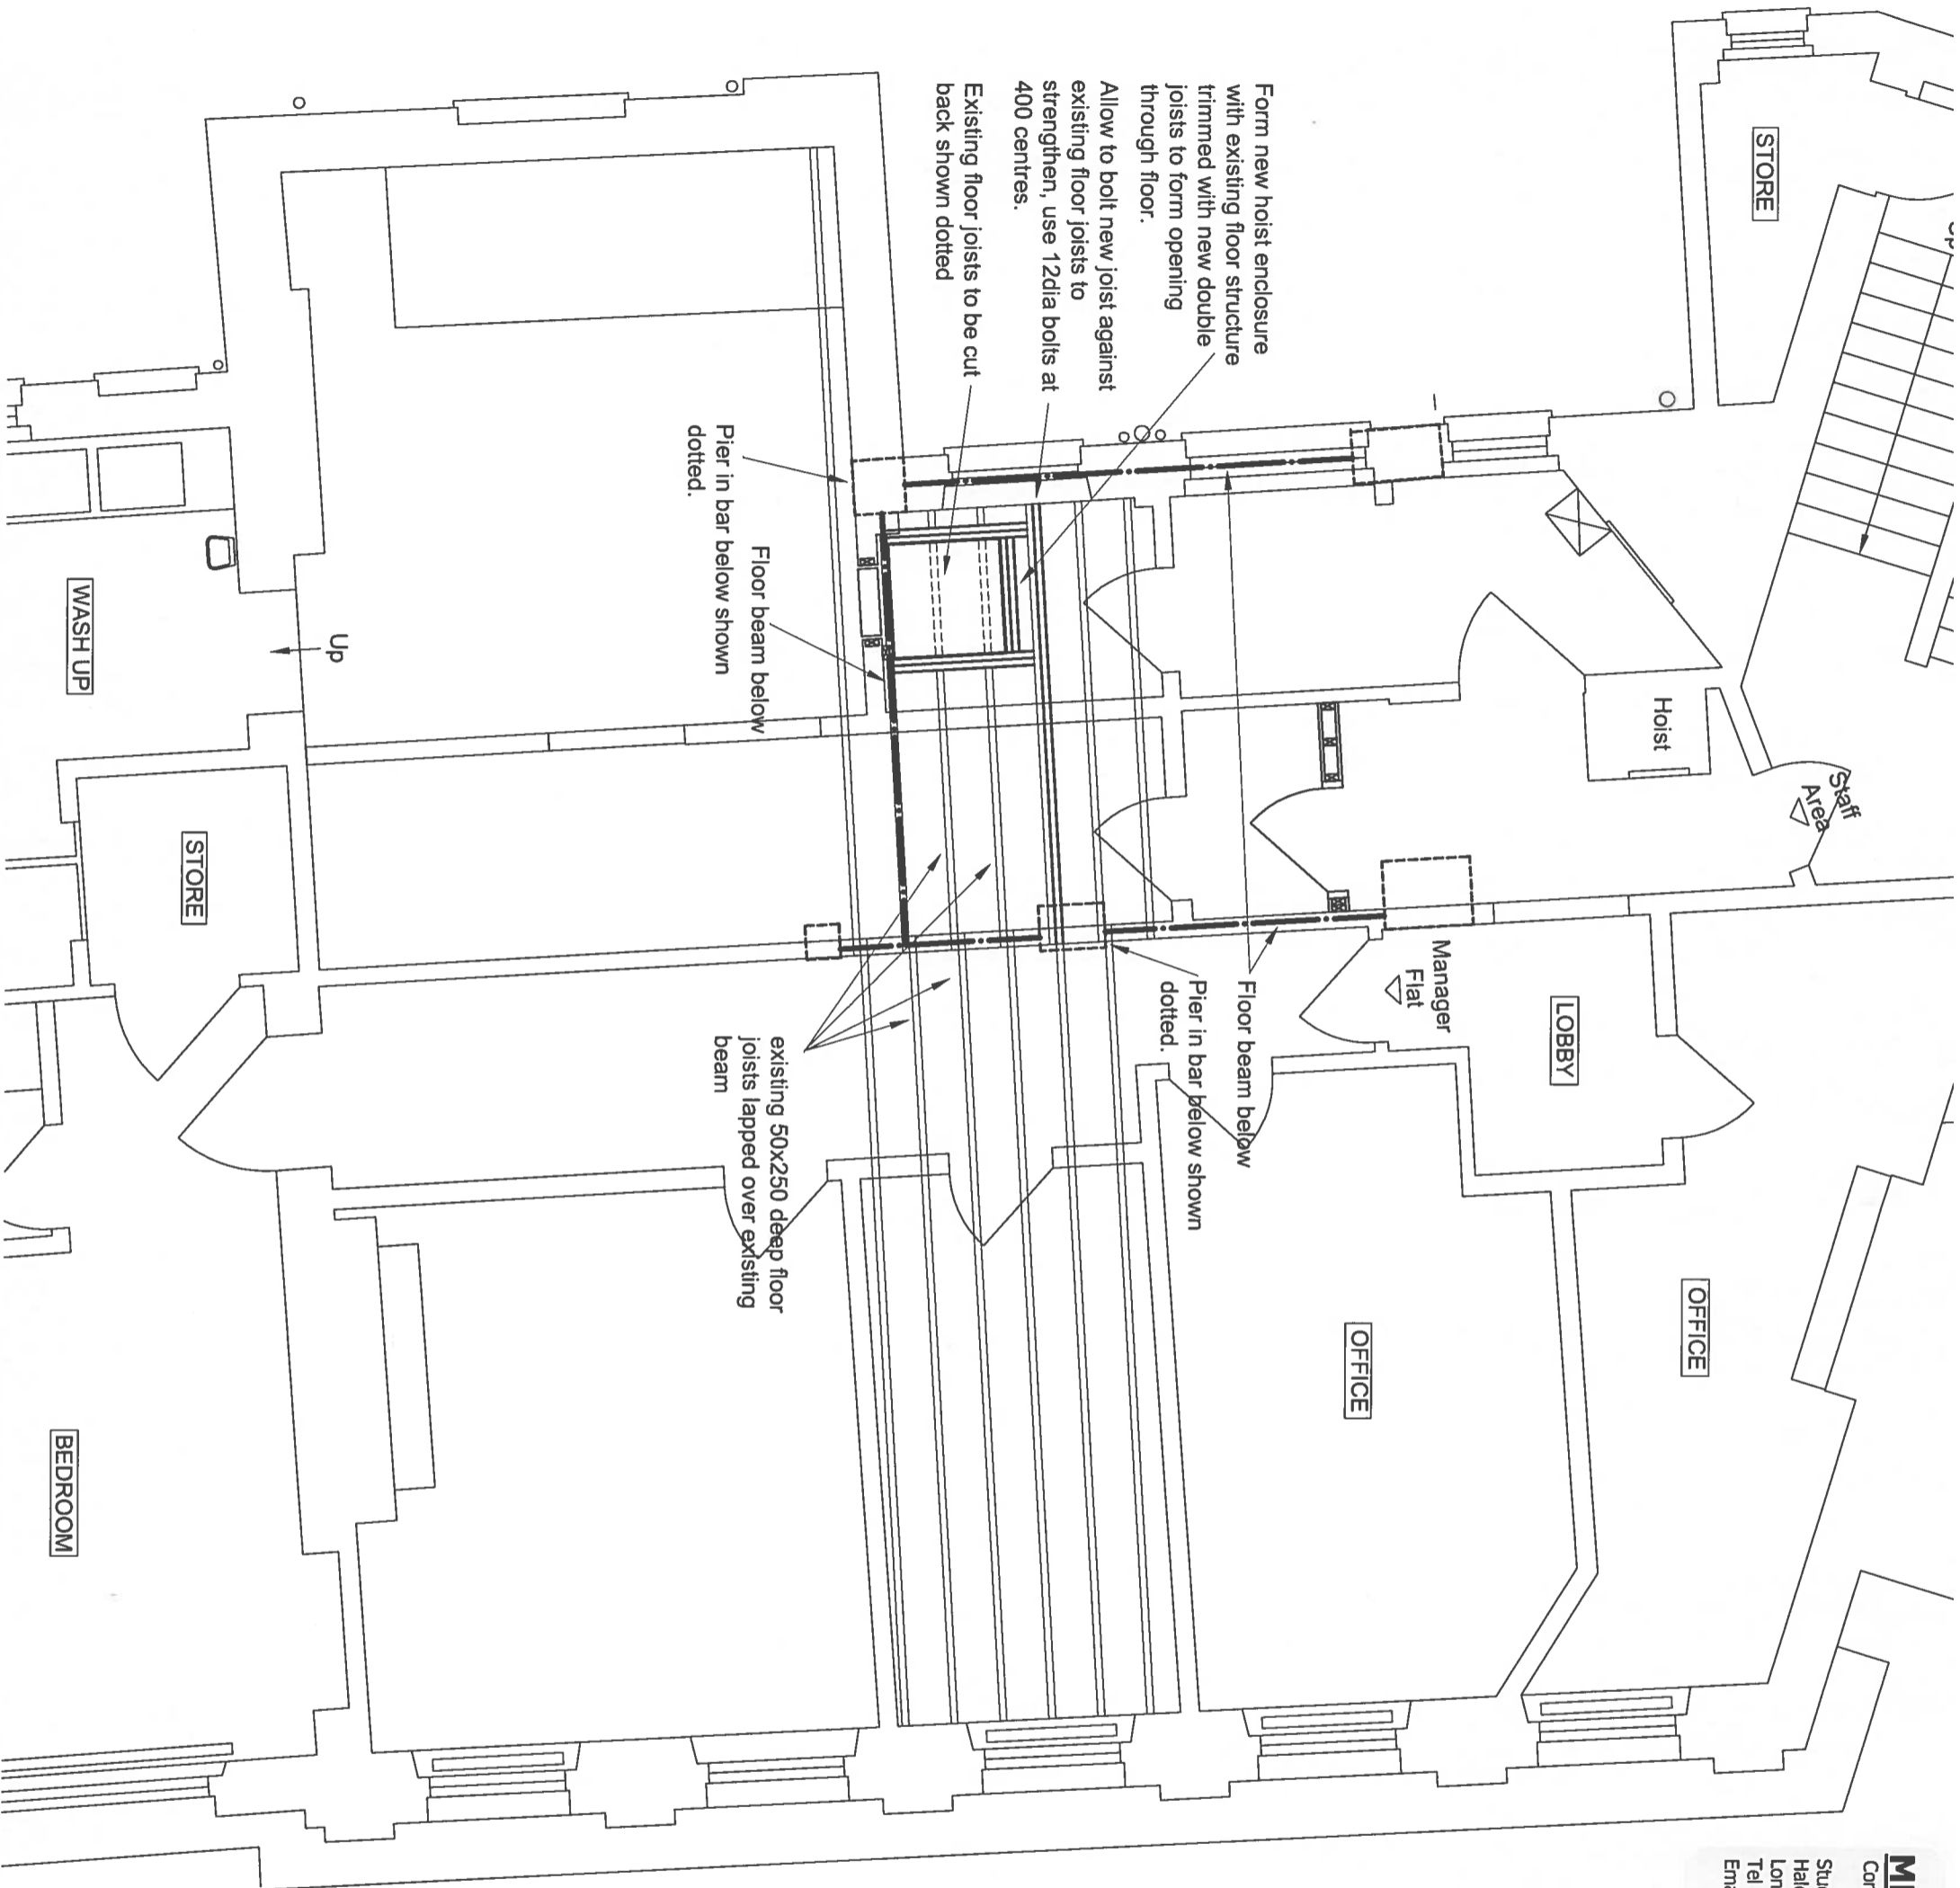 STORE
Form new hoist enclosure
with existing floor structure
trimmed with new double
joists to form opening
through floor.
Allow to bolt new joist against
existing floor joists to
strengthen, use 12dia bolts at
400 centres.
Existing floor joists to be cut
back shown dotted
Pier in bar below shown
dotted.
Floor beam below
Up
WASH UP
STORE
Hoist
Staff
Area
Manager
Flat
LOBBY
Floor beam below
Pier in bar below shown
dotted.
existing 50x250 deep floor
joists lapped over existing
beam
OFFICE
OFFICE
BEDROOM
Tel